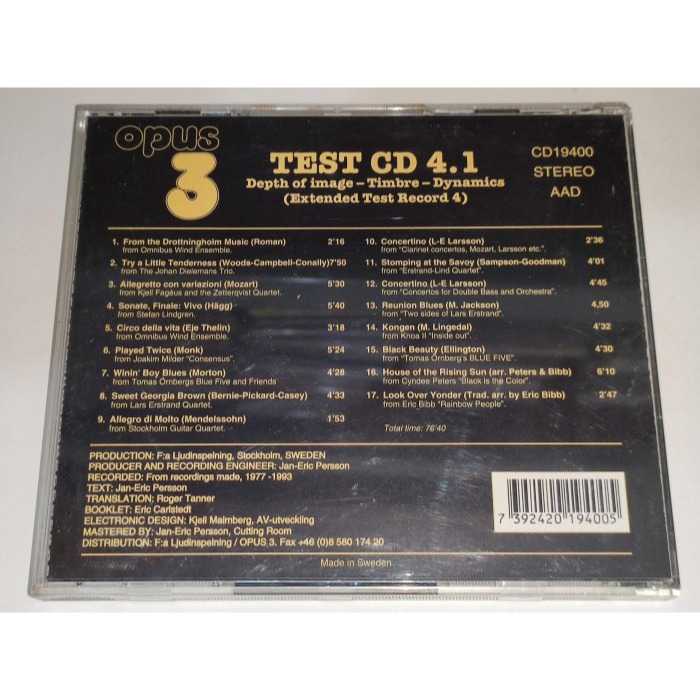 opus
3
TEST CD 4.1
Depth of image – Timbre – Dynamics
(Extended Test Record 4)
CD19400
STEREO
AAD
1. From the Drottningholm Music (Roman) 2'16
from Omnibus Wind Ensemble.
2. Try a Little Tenderness (Woods-Campbell-Conally) 7'50
from The Johan Dielemans Trio.
3. Allegretto con variazioni (Mozart) 5'30
from Kjell Fagéus and the Zetterqvist Quartet.
4. Sonate, Finale: Vivo (Hägg) 5'40
from Stefan Lindgren.
5. Circo della vita (Eje Thelin) 3'18
from Omnibus Wind Ensemble.
6. Played Twice (Monk) 5'24
from Joakim Milder "Consensus".
7. Winin' Boy Blues (Morton) 4'28
from Tomas Örnbergs Blue Five and Friends
8. Sweet Georgia Brown (Bernie-Pickard-Casey) 4'33
from Lars Erstrand Quartet.
9. Allegro di Molto (Mendelssohn) 1'53
from Stockholm Guitar Quartet.
10. Concertino (L-E Larsson) 2'36
from "Clarinet concertos, Mozart, Larsson etc.".
11. Stomping at the Savoy (Sampson-Goodman) 4'01
from "Erstrand-Lind Quartet".
12. Concertino (L-E Larsson) 4'45
from "Concertos for Double Bass and Orchestra".
13. Reunion Blues (M. Jackson) 4,50
from "Two sides of Lars Erstrand".
14. Kongen (M. Lingedal) 4'32
from Knoa II "Inside out".
15. Black Beauty (Ellington) 4'30
from "Tomas Örnberg's BLUE FIVE".
16. House of the Rising Sun (arr. Peters & Bibb) 6'10
from Cyndee Peters "Black is the Color".
17. Look Over Yonder (Trad. arr. by Eric Bibb) 2'47
from Eric Bibb "Rainbow People".
Total time: 76'40
PRODUCTION: F:a Ljudinspelning, Stockholm, SWEDEN
PRODUCER AND RECORDING ENGINEER: Jan-Eric Persson
RECORDED: From recordings made, 1977 -1993
TEXT: Jan-Eric Persson
TRANSLATION: Roger Tanner
BOOKLET: Eric Carlstedt
ELECTRONIC DESIGN: Kjell Malmberg, AV-utveckling
MASTERED BY: Jan-Eric Persson, Cutting Room
DISTRIBUTION: F:a Ljudinspelning / OPUS 3. Fax +46 (0)8 580 174 20
7 392420 194005
Made in Sweden